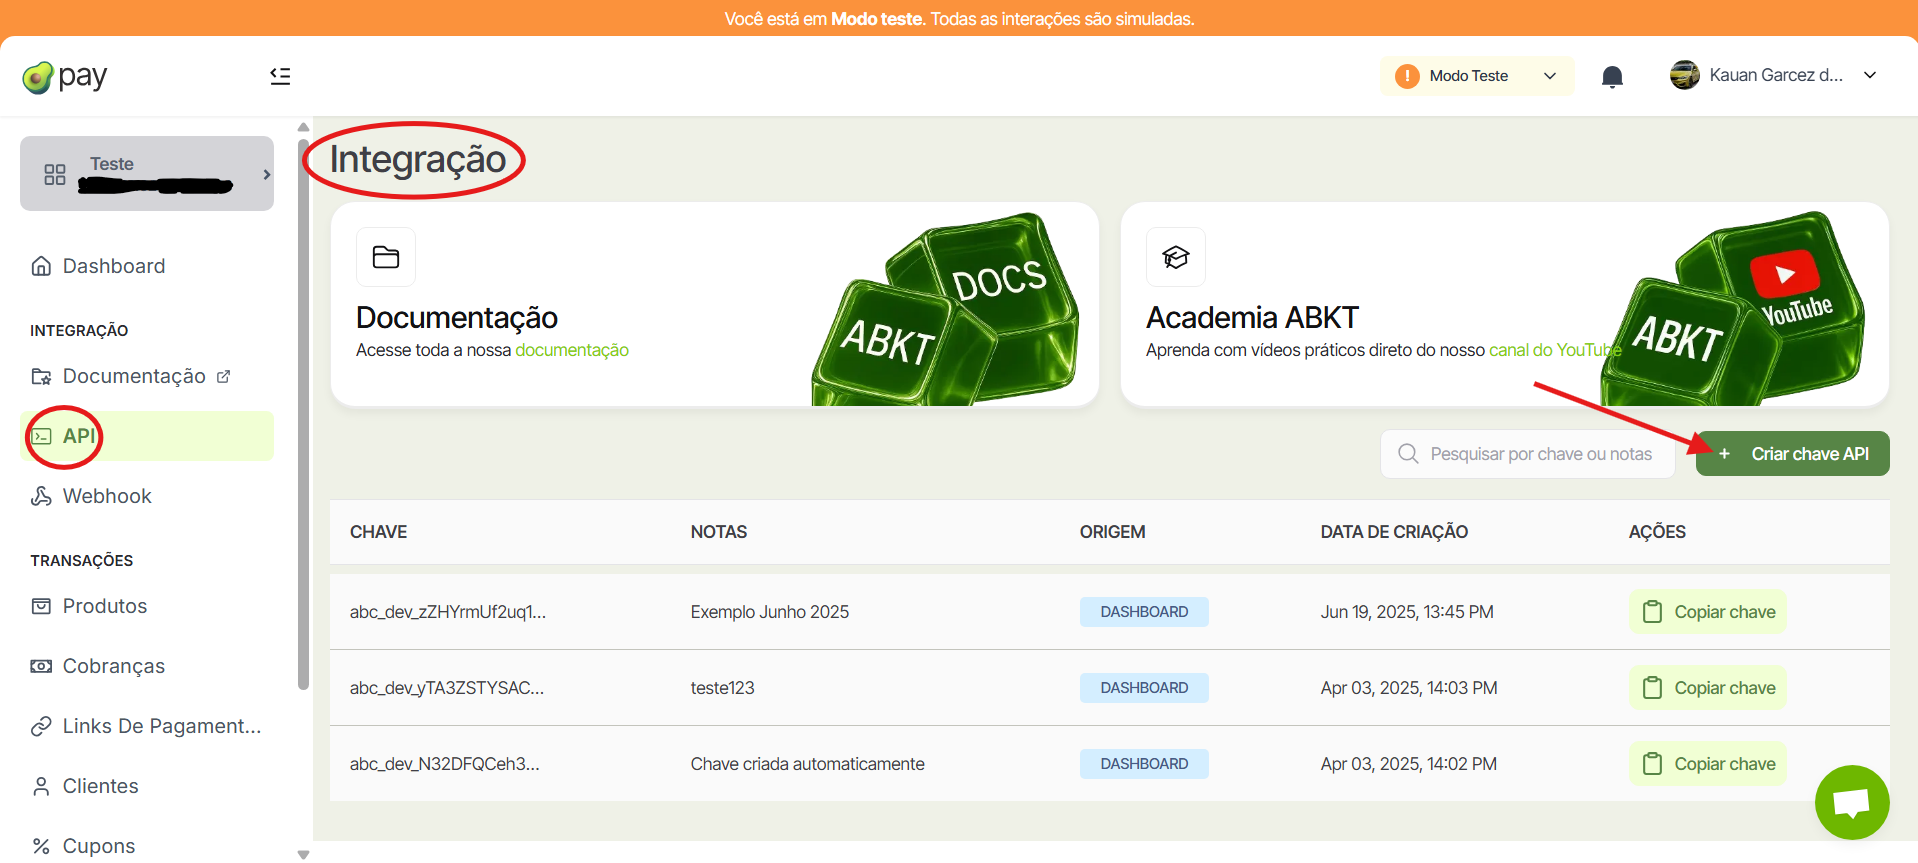 Você está em Modo teste. Todas as interações são simuladas.
pay
Modo Teste
Kauan Garcez d...
Teste
Dashboard
INTEGRAÇÃO
Documentação
API
Webhook
TRANSAÇÕES
Produtos
Cobranças
Links De Pagament...
Clientes
Cupons
Integração
Documentação
Acesse toda a nossa documentação
ABKT
DOCS
Academia ABKT
Aprenda com vídeos práticos direto do nosso canal do YouTube
ABKT
YouTube
Pesquisar por chave ou notas
+ Criar chave API
CHAVE NOTAS ORIGEM DATA DE CRIAÇÃO AÇÕES
abc_dev_zZHYrmUf2uq1... Exemplo Junho 2025 DASHBOARD Jun 19, 2025, 13:45 PM Copiar chave
abc_dev_yTA3ZSTYSAC... teste123 DASHBOARD Apr 03, 2025, 14:03 PM Copiar chave
abc_dev_N32DFQCeh3... Chave criada automaticamente DASHBOARD Apr 03, 2025, 14:02 PM Copiar chave